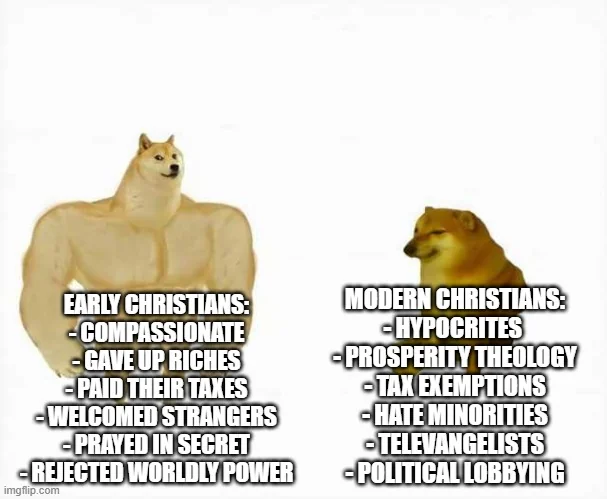 EARLY CHRISTIANS:
- COMPASSIONATE
- GAVE UP RICHES
- PAID THEIR TAXES
- WELCOMED STRANGERS
- PRAYED IN SECRET
- REJECTED WORLDLY POWER
MODERN CHRISTIANS:
- HYPOCRITES
- PROSPERITY THEOLOGY
- TAX EXEMPTIONS
- HATE MINORITIES
- TELEVANGELISTS
- POLITICAL LOBBYING
imgflip.com